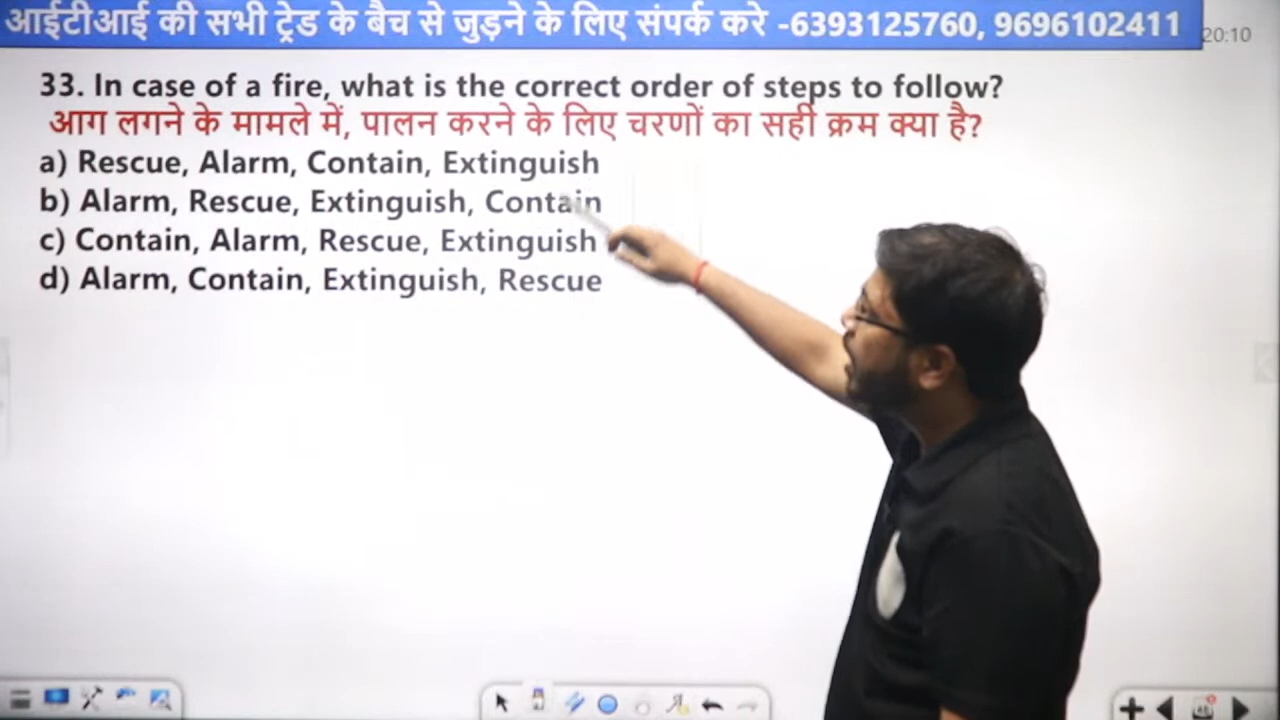 आईटीआई की सभी ट्रेड के बैच से जुड़ने के लिए संपर्क करे -6393125760, 9696102411
20:10
33. In case of a fire, what is the correct order of steps to follow?
आग लगने के मामले में, पालन करने के लिए चरणों का सही क्रम क्या है?
a) Rescue, Alarm, Contain, Extinguish
b) Alarm, Rescue, Extinguish, Contain
c) Contain, Alarm, Rescue, Extinguish
d) Alarm, Contain, Extinguish, Rescue